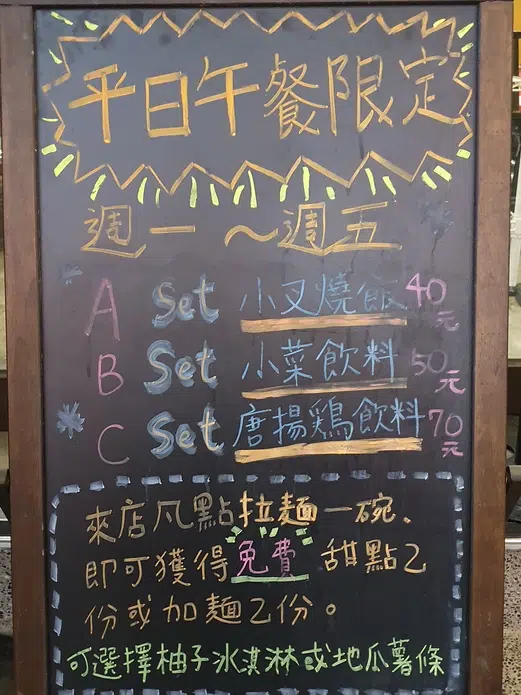 平日午餐限定
週一～週五
A Set 小叉燒飯 40元
B Set 小菜飲料 50元
C Set 唐揚鶏飲料 70元
來店凡點拉麵一碗、
即可獲得免費甜點乙
份或加麵乙份。
可選擇柚子冰淇淋或地瓜薯條